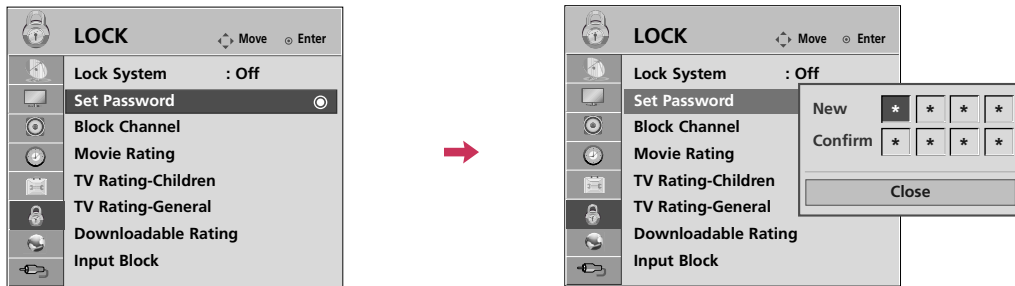 LOCK Move Enter
Lock System : Off
Set Password
Block Channel
Movie Rating
TV Rating-Children
TV Rating-General
Downloadable Rating
Input Block
LOCK Move Enter
Lock System : Off
Set Password
Block Channel
Movie Rating
TV Rating-Children
TV Rating-General
Downloadable Rating
Input Block
New * * * *
Confirm * * * *
Close